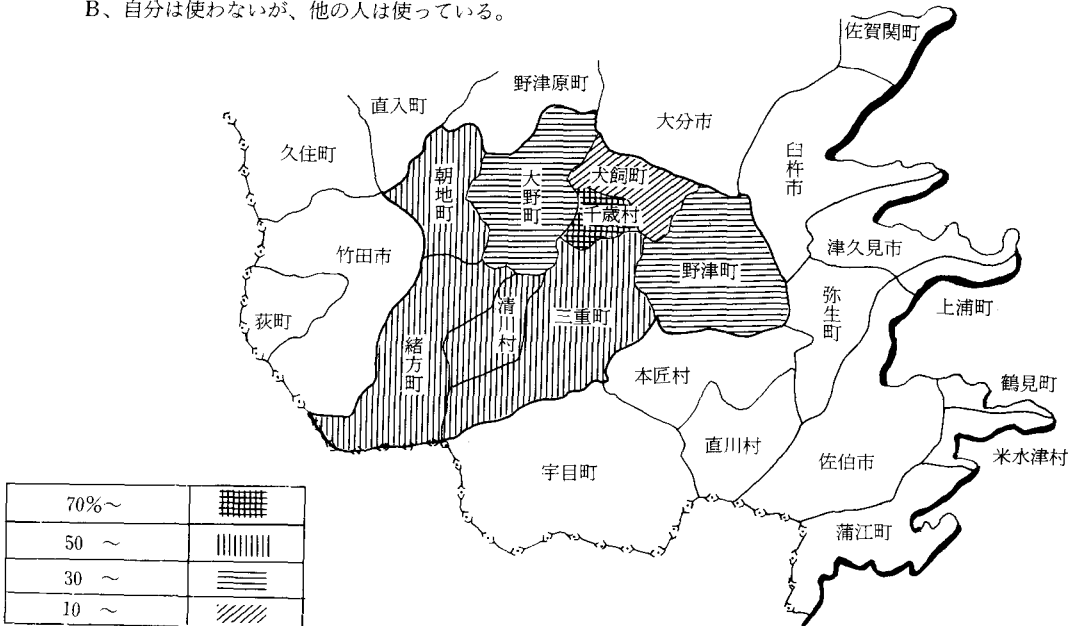 B、自分は使わないが、他の人は使っている。
佐賀関町
野津原町
直入町
大分市
久住町
臼杵市
朝地町
大野町
犬飼町
千歳村
竹田市
津久見市
野津町
弥生町
上浦町
荻町
清川村
三重町
緒方町
本匠村
鶴見町
直川村
佐伯市
米水津村
宇目町
蒲江町
70%～
50 ～
30 ～
10 ～